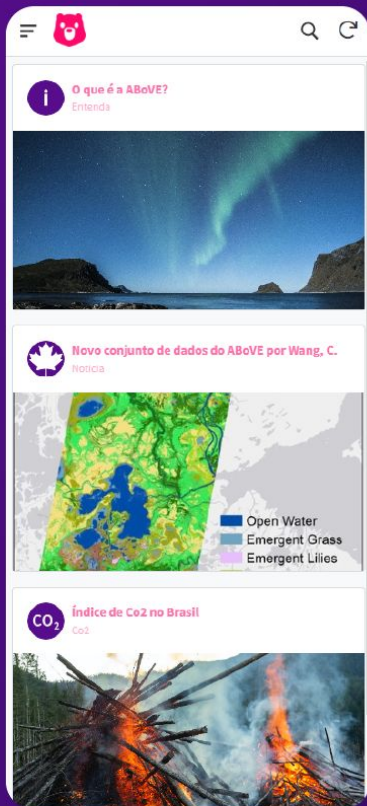 O que é a ABoVE?
Entenda
Novo conjunto de dados do ABoVE por Wang, C.
Notícia
Open Water
Emergent Grass
Emergent Lilies
CO₂
Índice de Co2 no Brasil
Co2